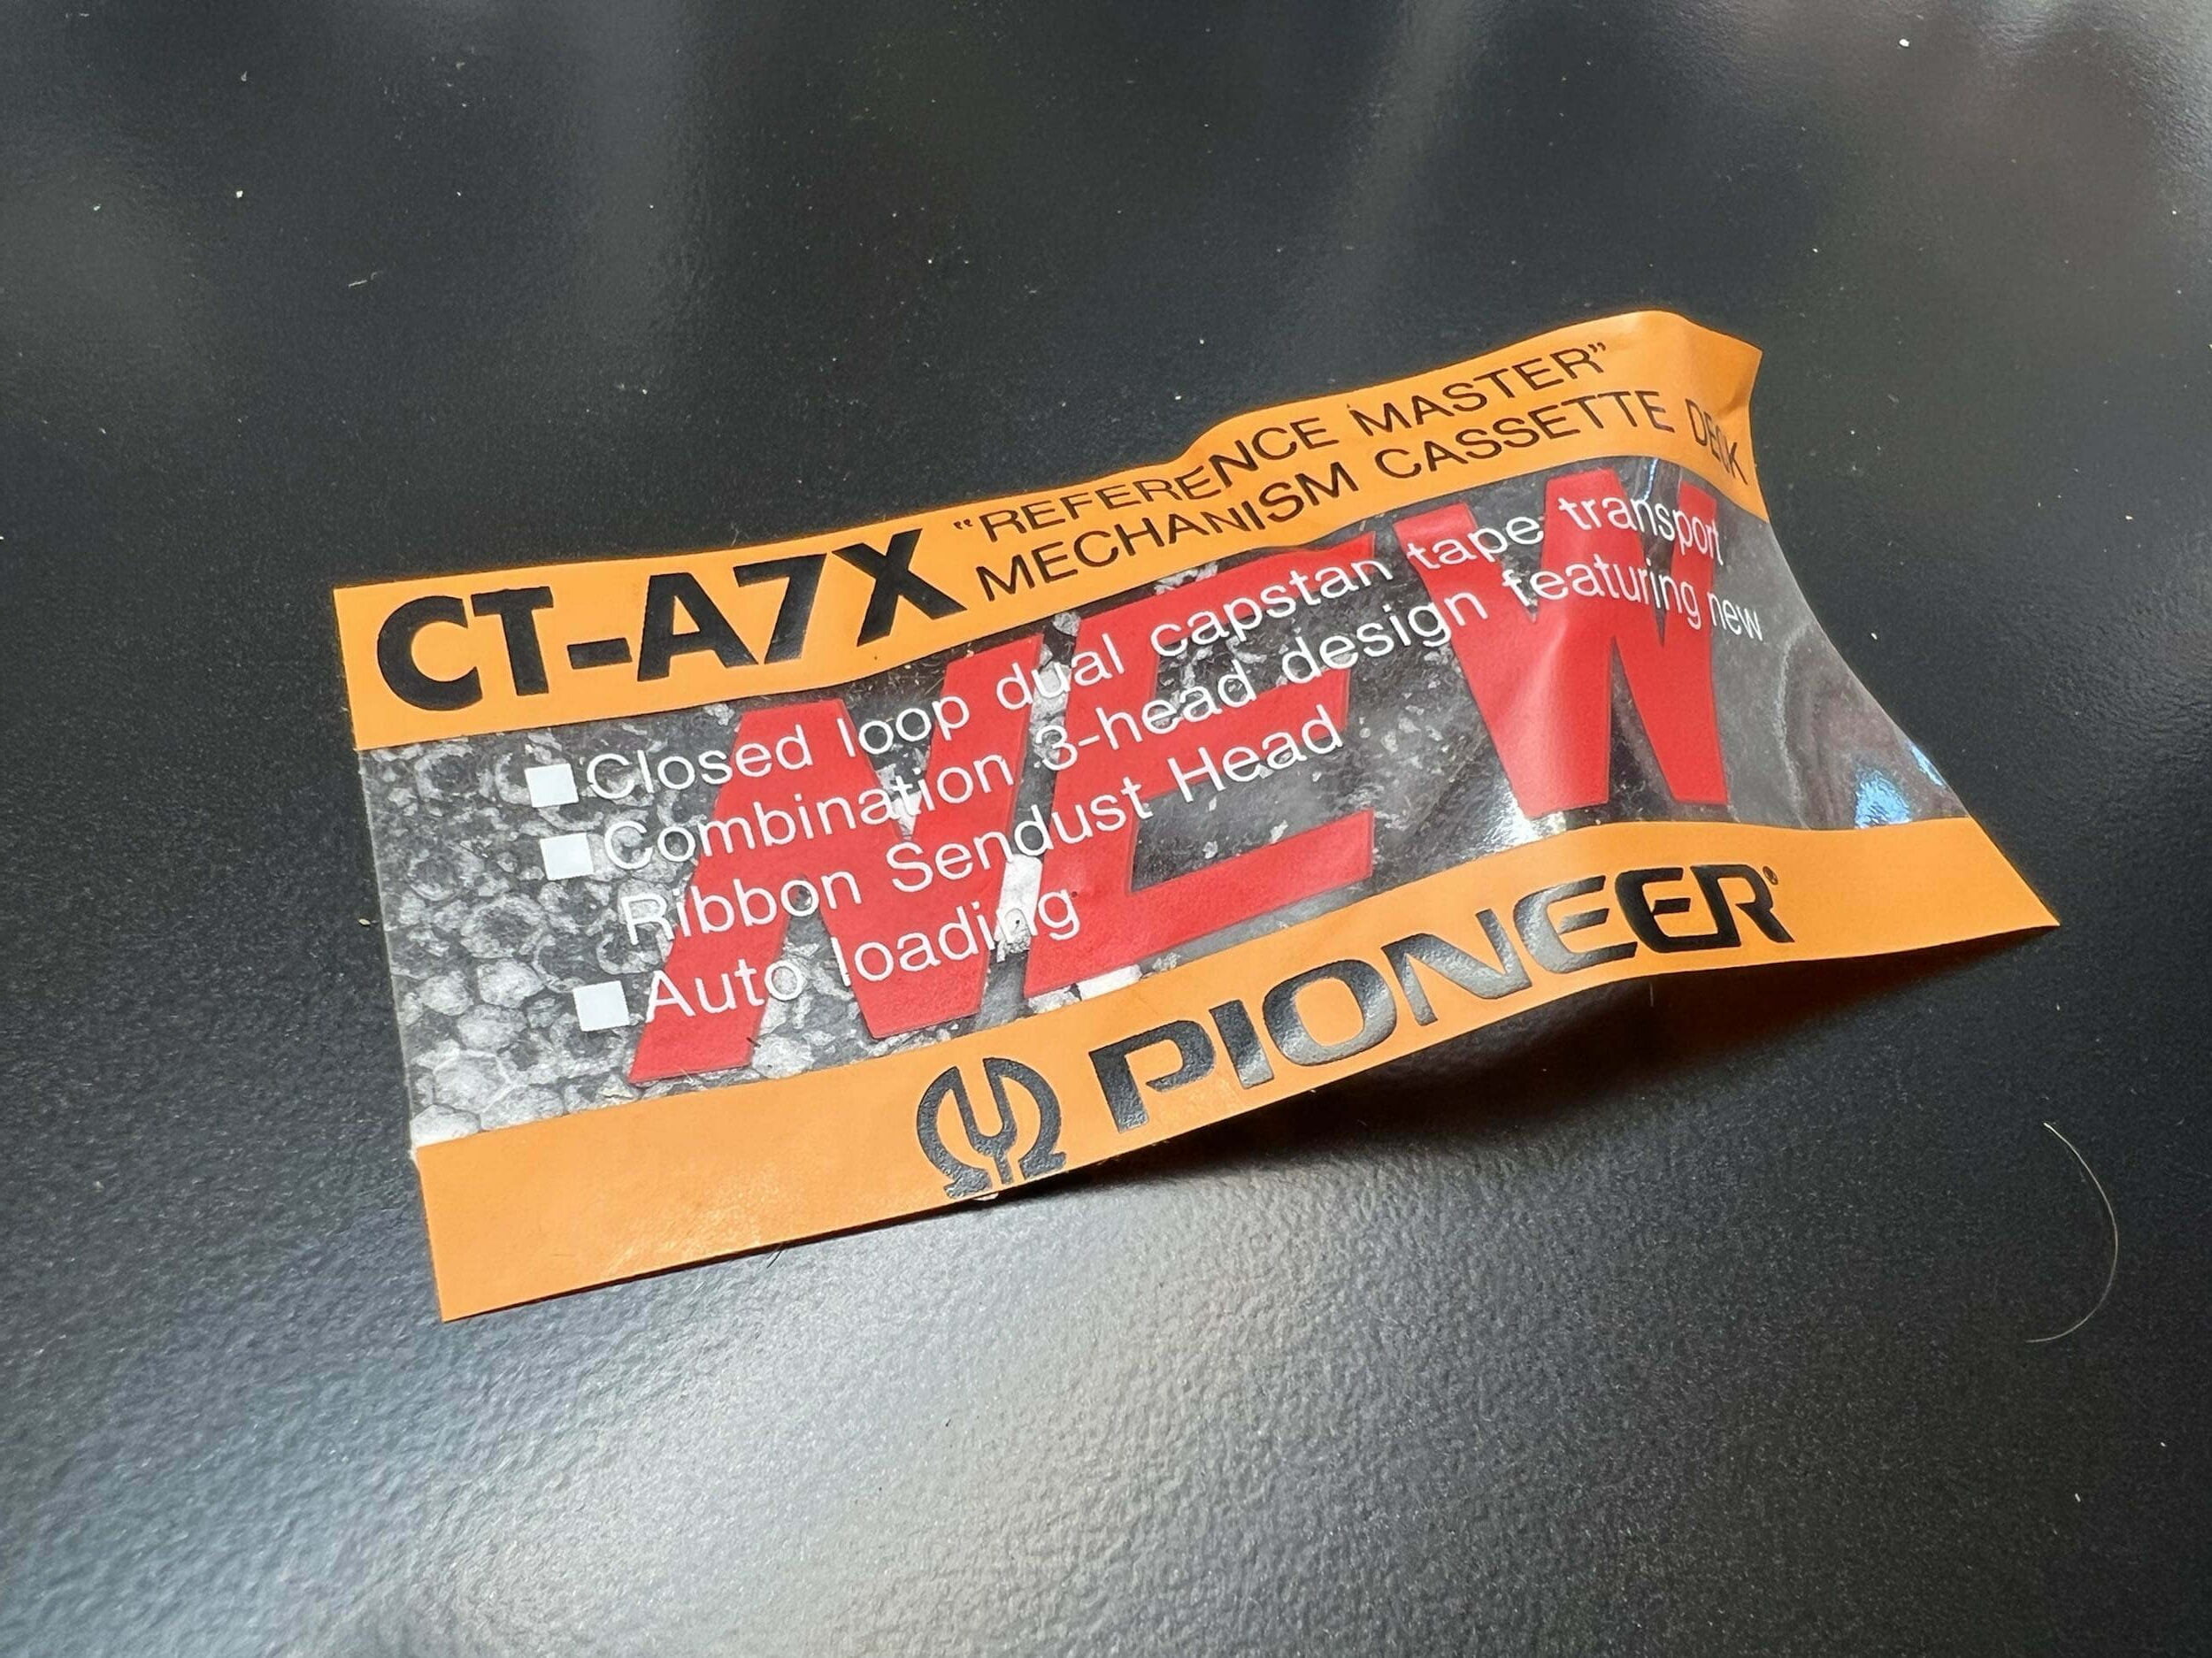 CT-A7X "REFERENCE MASTER"
MECHANISM CASSETTE DECK
NEW
■Closed loop dual capstan tape transport
■Combination 3-head design featuring new
Ribbon Sendust Head
■Auto loading
PIONEER®